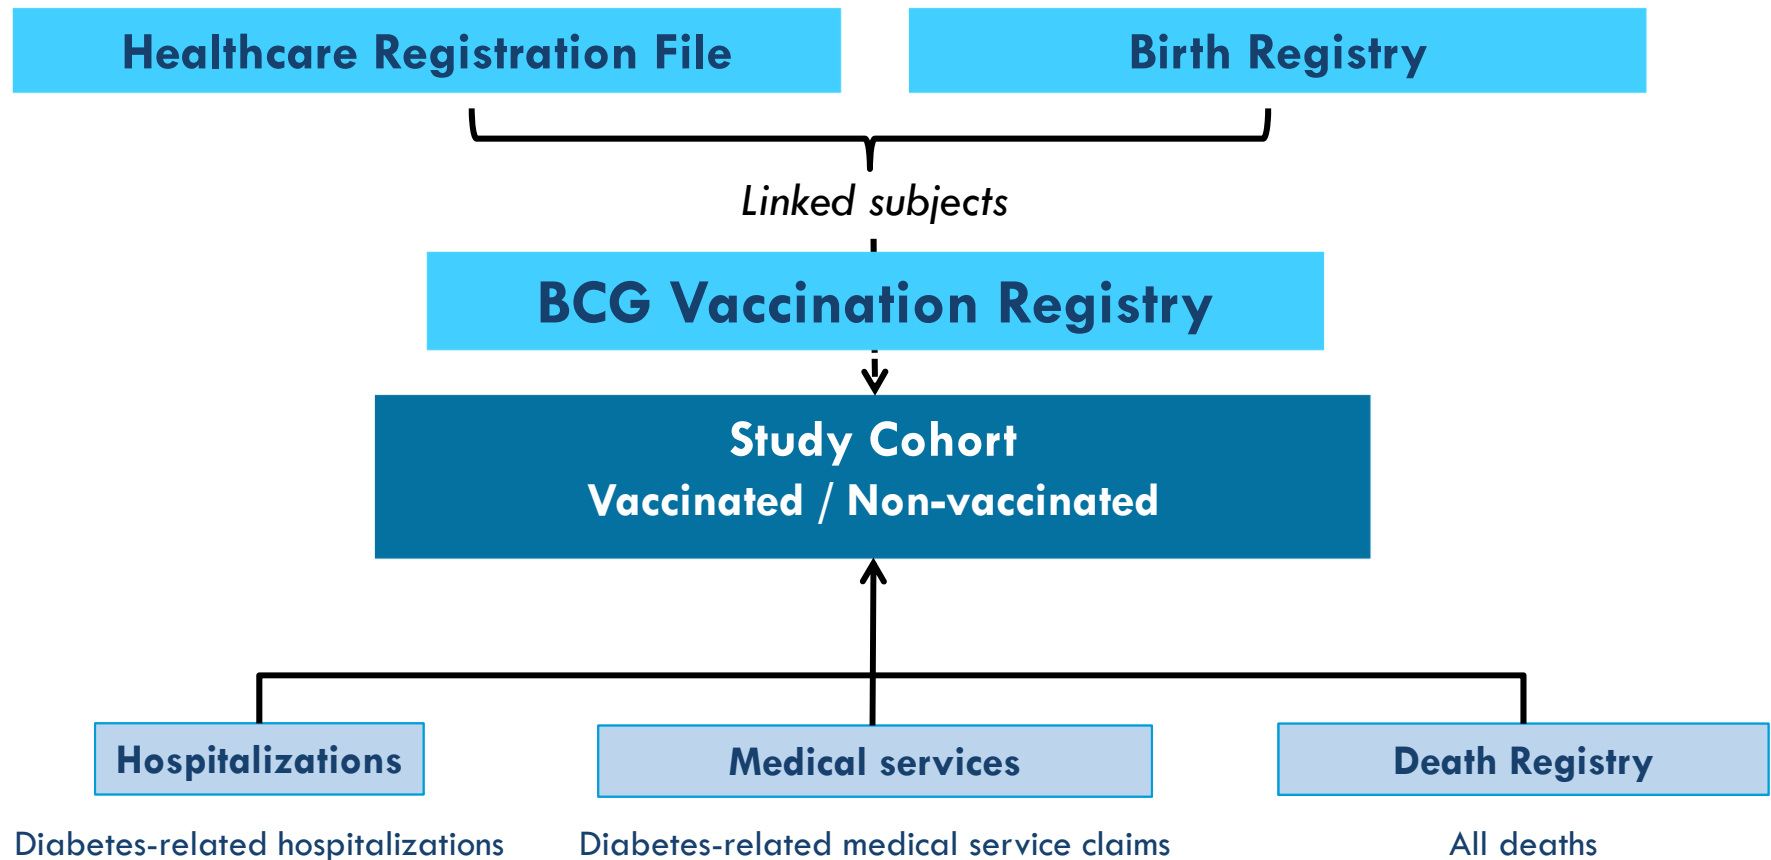 Healthcare Registration File
Birth Registry
Linked subjects
BCG Vaccination Registry
Study Cohort
Vaccinated / Non-vaccinated
Hospitalizations
Medical services
Death Registry
Diabetes-related hospitalizations
Diabetes-related medical service claims
All deaths